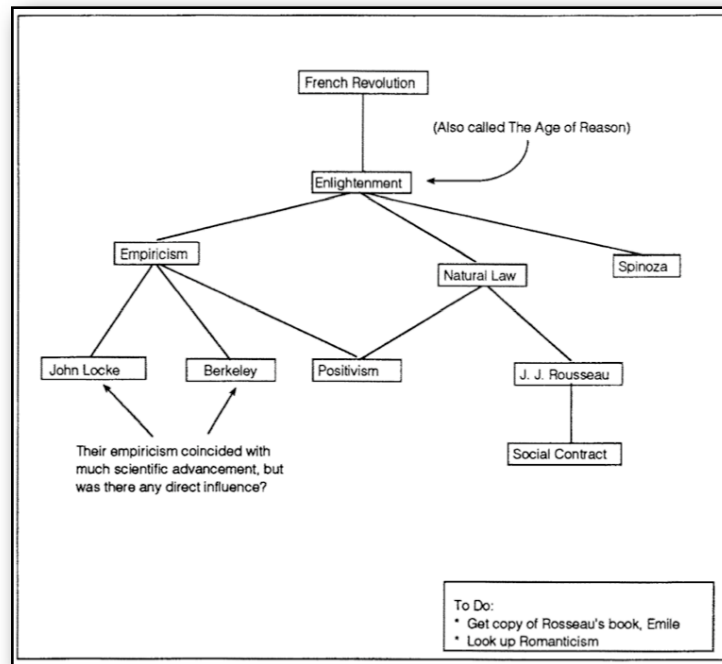 French Revolution
(Also called The Age of Reason)
Enlightenment
Empiricism
Natural Law
Spinoza
John Locke
Berkeley
Positivism
J. J. Rousseau
Their empiricism coincided with
much scientific advancement, but
was there any direct influence?
Social Contract
To Do:
* Get copy of Rosseau's book, Emile
* Look up Romanticism